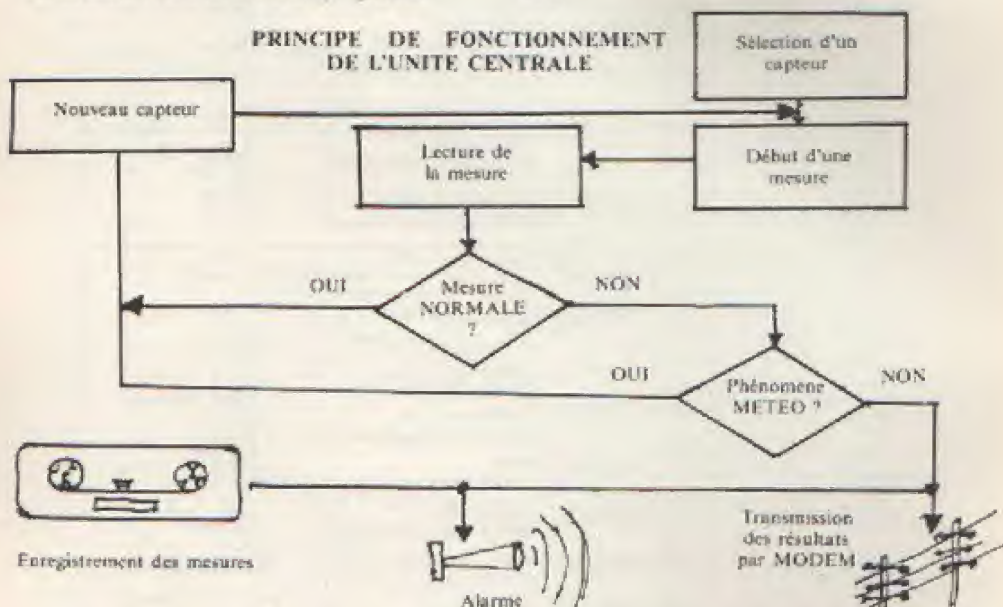 PRINCIPE DE FONCTIONNEMENT
DE L'UNITE CENTRALE
Sélection d'un
capteur
Nouveau capteur
Lecture de
la mesure
Début d'une
mesure
OUI
Mesure
NORMALE
?
NON
OUI
Phénomene
METEO ?
NON
Enregistrement des mesures
Alarme
Transmission
des résultats
par MODEM